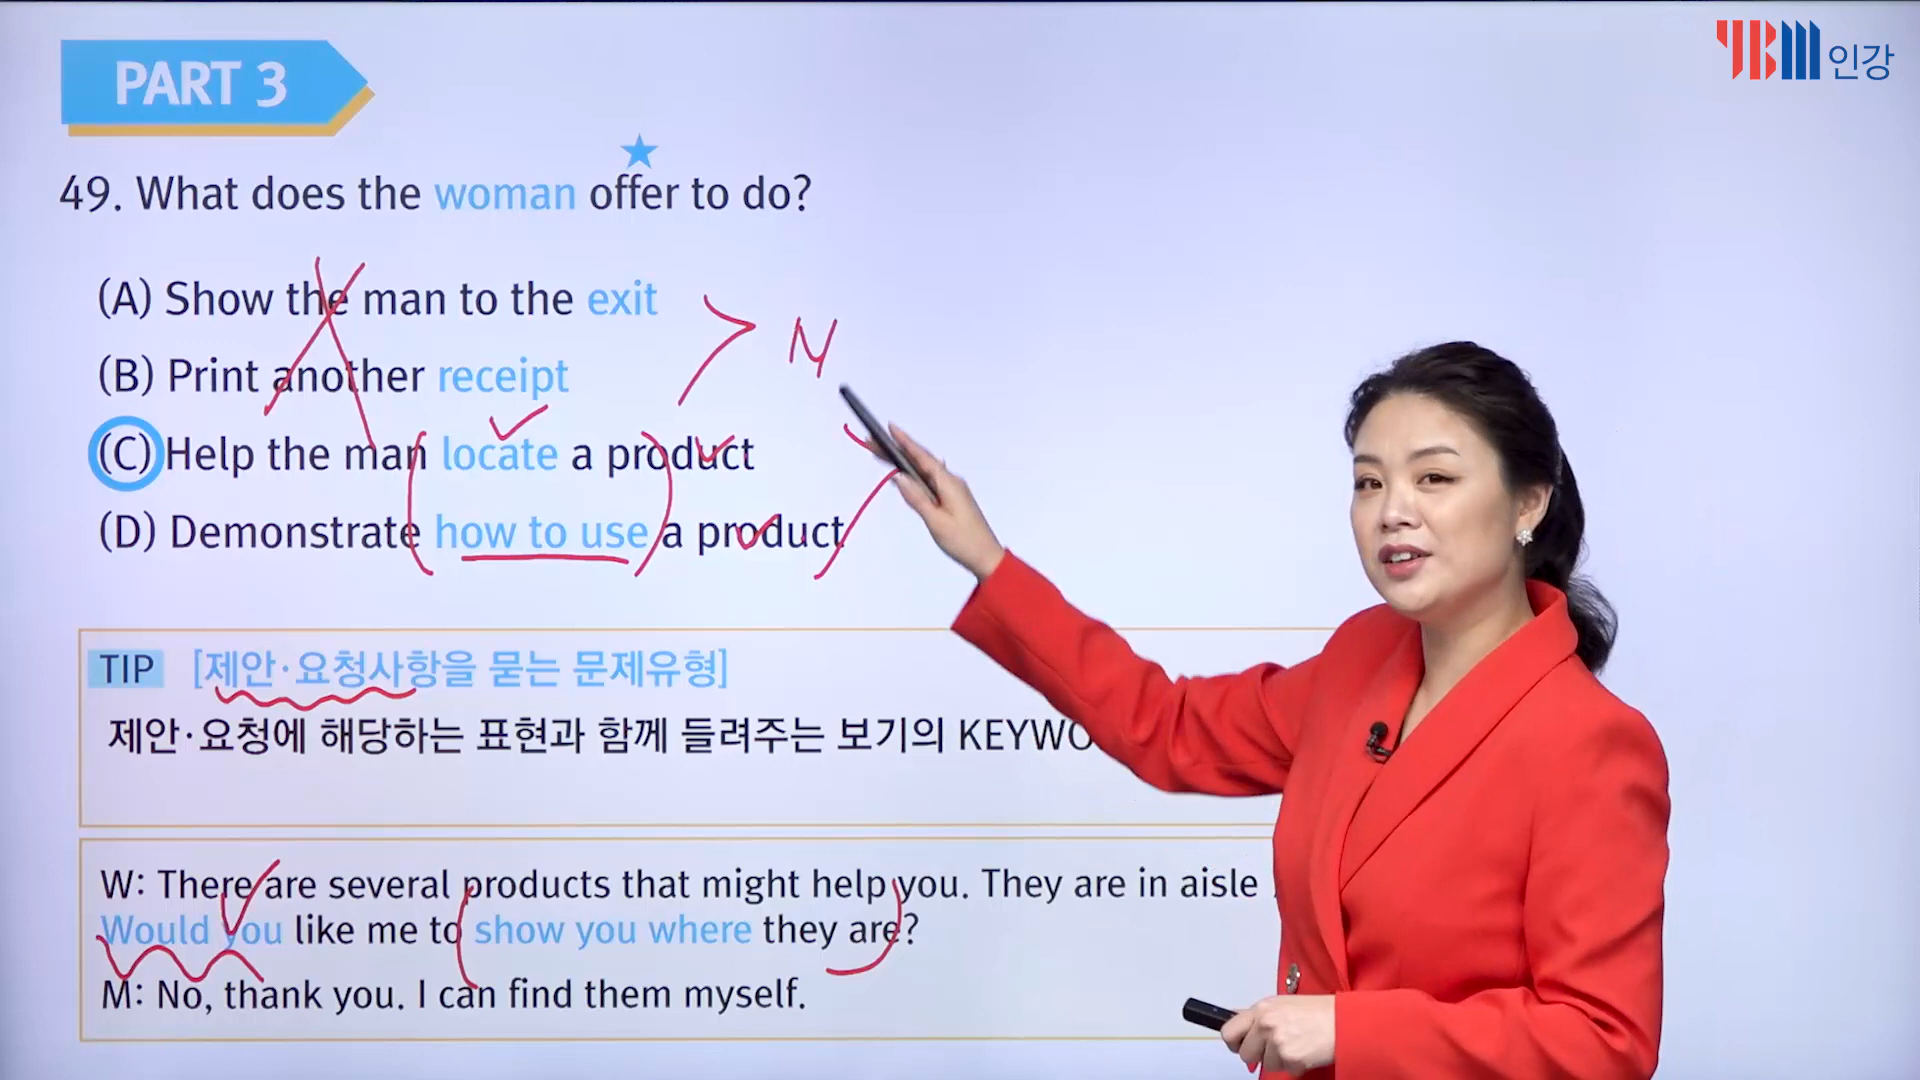 PART 3
YBM 인강
49. What does the woman offer to do?
(A) Show the man to the exit
(B) Print another receipt
(C) Help the man locate a product
(D) Demonstrate how to use a product
N
TIP [제안·요청사항을 묻는 문제유형]
제안·요청에 해당하는 표현과 함께 들려주는 보기의
W: There are several products that might help you. They are in aisle
Would you like me to show you where they are?
M: No, thank you. I can find them myself.